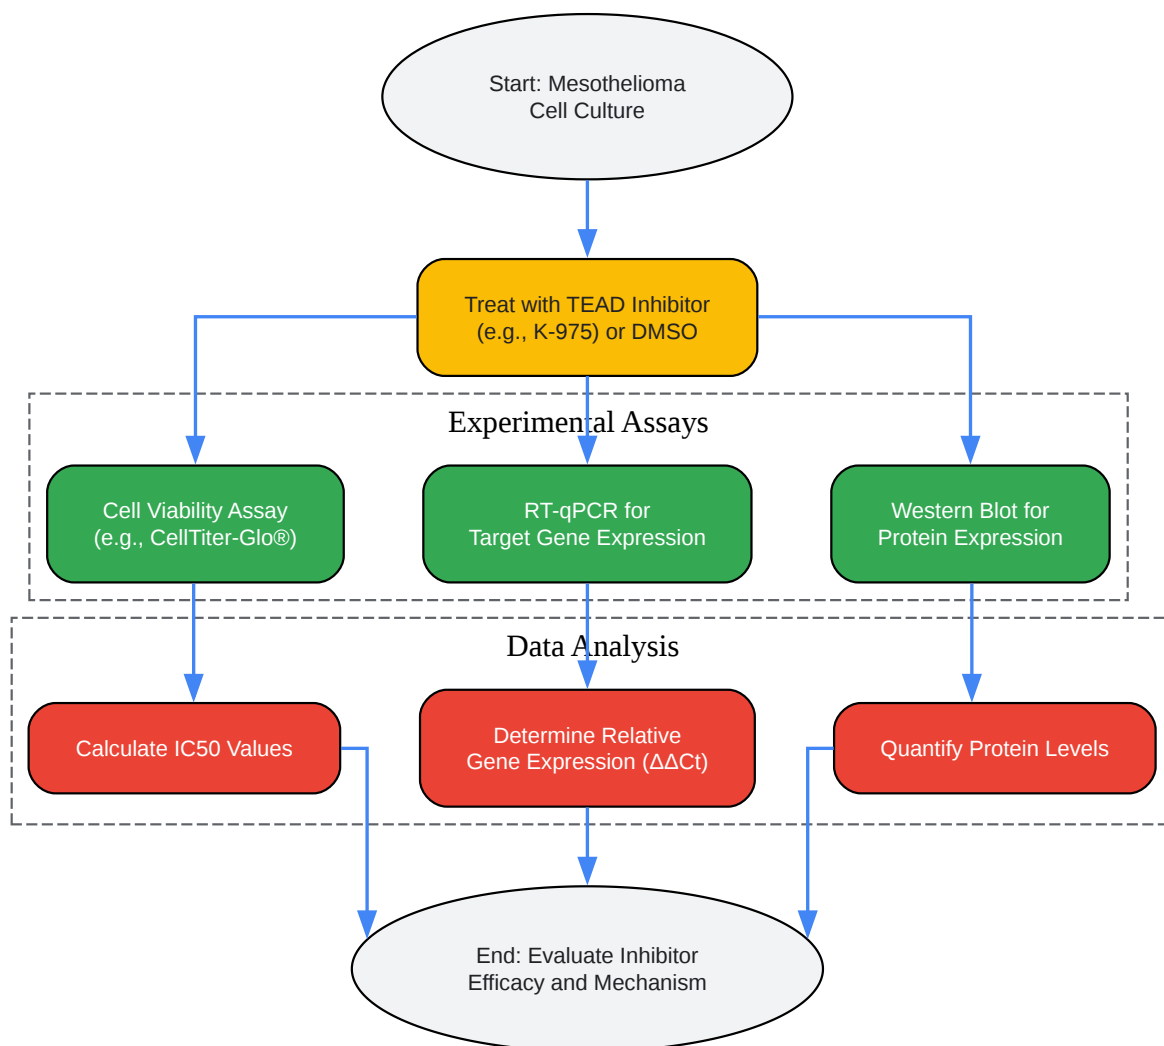 Start: Mesothelioma
Cell Culture
Treat with TEAD Inhibitor
(e.g., K-975) or DMSO
Experimental Assays
Cell Viability Assay
(e.g., CellTiter-Glo®)
RT-qPCR for
Target Gene Expression
Western Blot for
Protein Expression
Data Analysis
Calculate IC50 Values
Determine Relative
Gene Expression (ΔΔCt)
Quantify Protein Levels
End: Evaluate Inhibitor
Efficacy and Mechanism